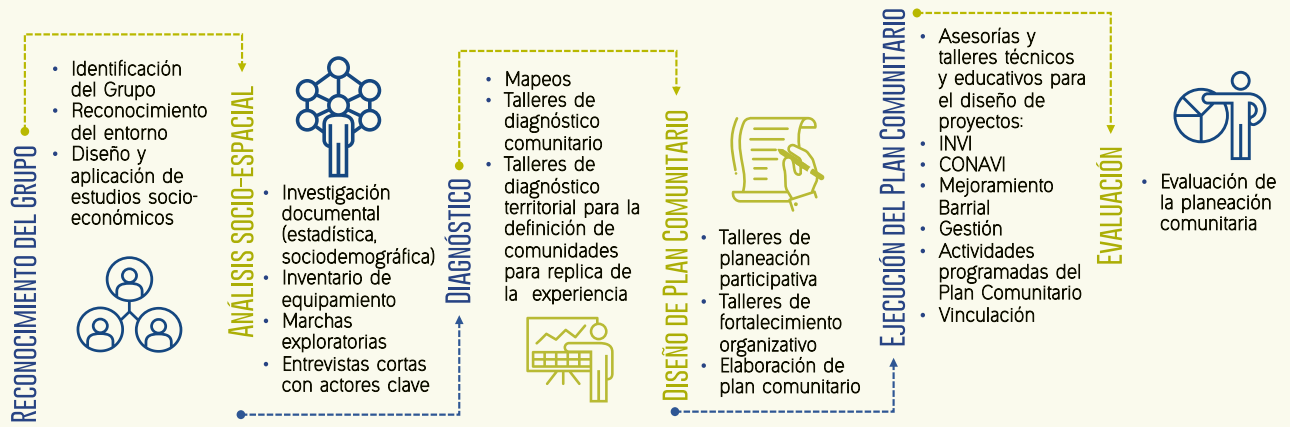 RECONOCIMIENTO DEL GRUPO
• Identificación
del Grupo
• Reconocimiento
del entorno
• Diseño y
aplicación de
estudios socio-
económicos
ANÁLISIS SOCIO-ESPACIAL
• Investigación
documental
(estadística,
sociodemográfica)
• Inventario de
equipamiento
• Marchas
exploratorias
• Entrevistas cortas
con actores clave
DIAGNÓSTICO
• Mapeos
• Talleres de
diagnóstico
comunitario
• Talleres de
diagnóstico
territorial para la
definición de
comunidades
para replica de
la experiencia
DISEÑO DE PLAN COMUNITARIO
• Talleres de
planeación
participativa
• Talleres de
fortalecimiento
organizativo
• Elaboración de
plan comunitario
EJECUCIÓN DEL PLAN COMUNITARIO
• Asesorías y
talleres técnicos
y educativos para
el diseño de
proyectos:
• INVI
• CONAVI
• Mejoramiento
Barrial
• Gestión
• Actividades
programadas del
Plan Comunitario
• Vinculación
EVALUACIÓN
• Evaluación de
la planeación
comunitaria